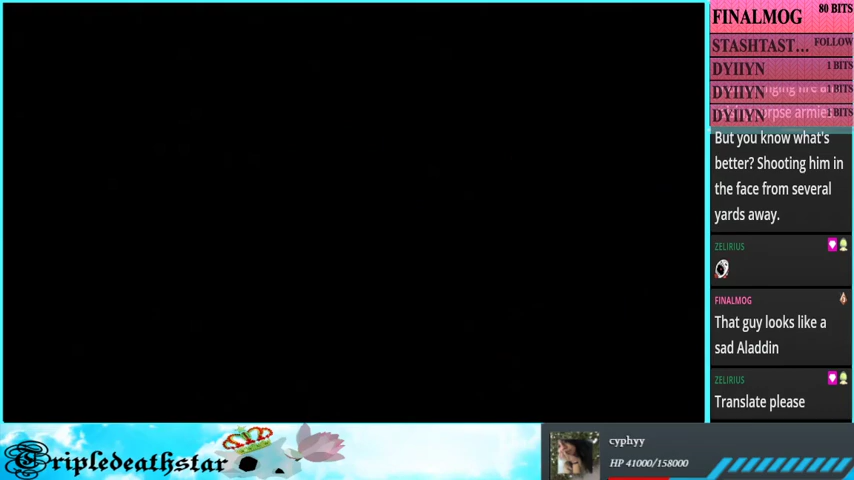 FINALMOG 80 BITS
STASHTAST... FOLLOW
DYIIYN 1 BITS
DYIIYN 1 BITS
DYIIYN 1 BITS
But you know what's
better? Shooting him in
the face from several
yards away.
ZELIRIUS
FINALMOG
That guy looks like a
sad Aladdin
ZELIRIUS
Translate please
Tripledeathstar
cyphyy
HP 41000/158000